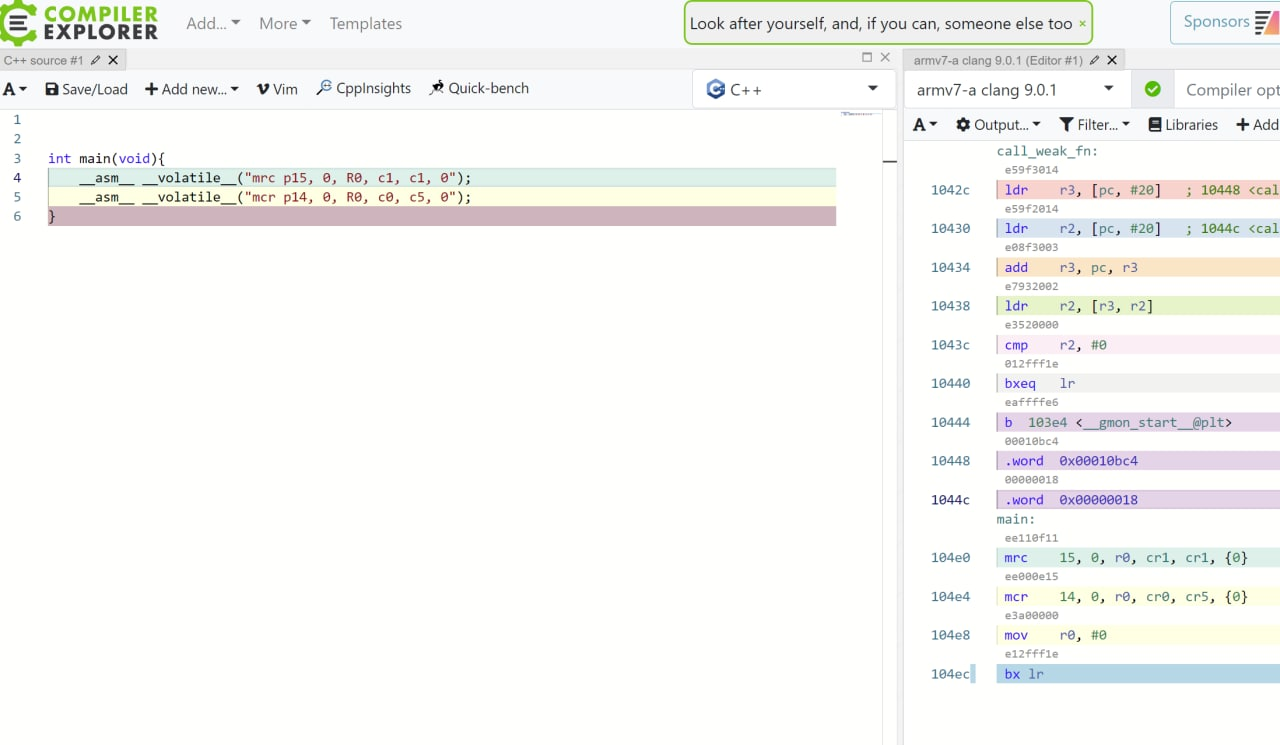 COMPILER
EXPLORER
Add...
More
Templates
Look after yourself, and, if you can, someone else too ×
Sponsors
C++ source #1
A
Save/Load
+ Add new...
Vim
CppInsights
Quick-bench
C++
1
2
3 int main(void){
4 __asm__ __volatile__("mrc p15, 0, R0, c1, c1, 0");
5 __asm__ __volatile__("mcr p14, 0, R0, c0, c5, 0");
6 }
armv7-a clang 9.0.1 (Editor #1)
armv7-a clang 9.0.1
Compiler opt
A
Output...
Filter...
Libraries
+ Add
call_weak_fn:
e59f3014
1042c ldr r3, [pc, #20] ; 10448 <cal
e59f2014
10430 ldr r2, [pc, #20] ; 1044c <cal
e08f3003
10434 add r3, pc, r3
e7932002
10438 ldr r2, [r3, r2]
e3520000
1043c cmp r2, #0
012fff1e
10440 bxeq lr
eaffffe6
10444 b 103e4 <__gmon_start__@plt>
00010bc4
10448 .word 0x00010bc4
00000018
1044c .word 0x00000018
main:
ee110f11
104e0 mrc 15, 0, r0, cr1, cr1, {0}
ee000e15
104e4 mcr 14, 0, r0, cr0, cr5, {0}
e3a00000
104e8 mov r0, #0
e12fff1e
104ec bx lr